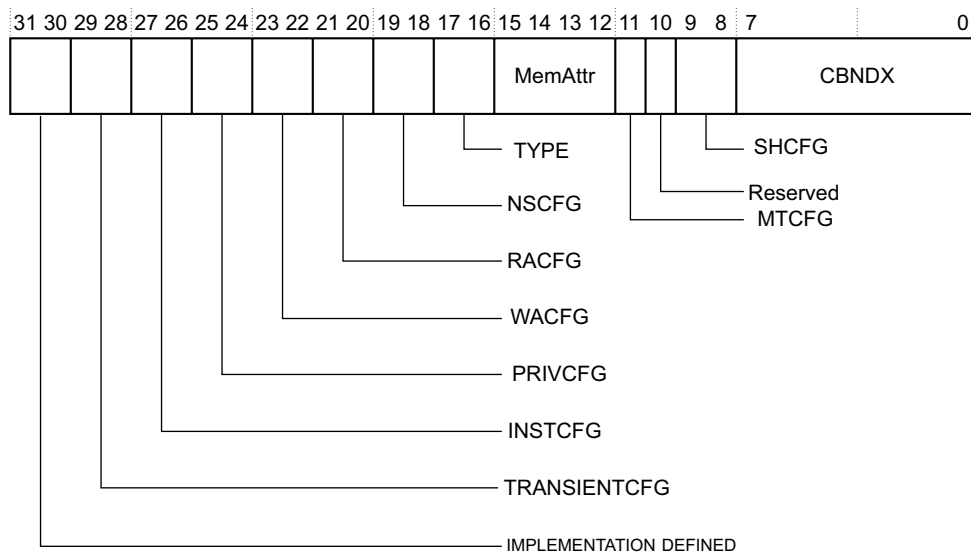 31 30 29 28 27 26 25 24 23 22 21 20 19 18 17 16 15 14 13 12 11 10 9 8 7 0
MemAttr CBNDX
TYPE SHCFG
NSCFG Reserved
MTCFG
RACFG
WACFG
PRIVCFG
INSTCFG
TRANSIENTCFG
IMPLEMENTATION DEFINED